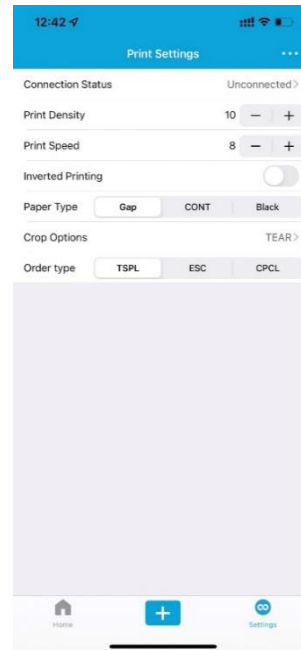 12:42
Print Settings
Connection Status Unconnected
Print Density 10 − +
Print Speed 8 − +
Inverted Printing
Paper Type Gap CONT Black
Crop Options TEAR
Order type TSPL ESC CPCL
Home + Settings